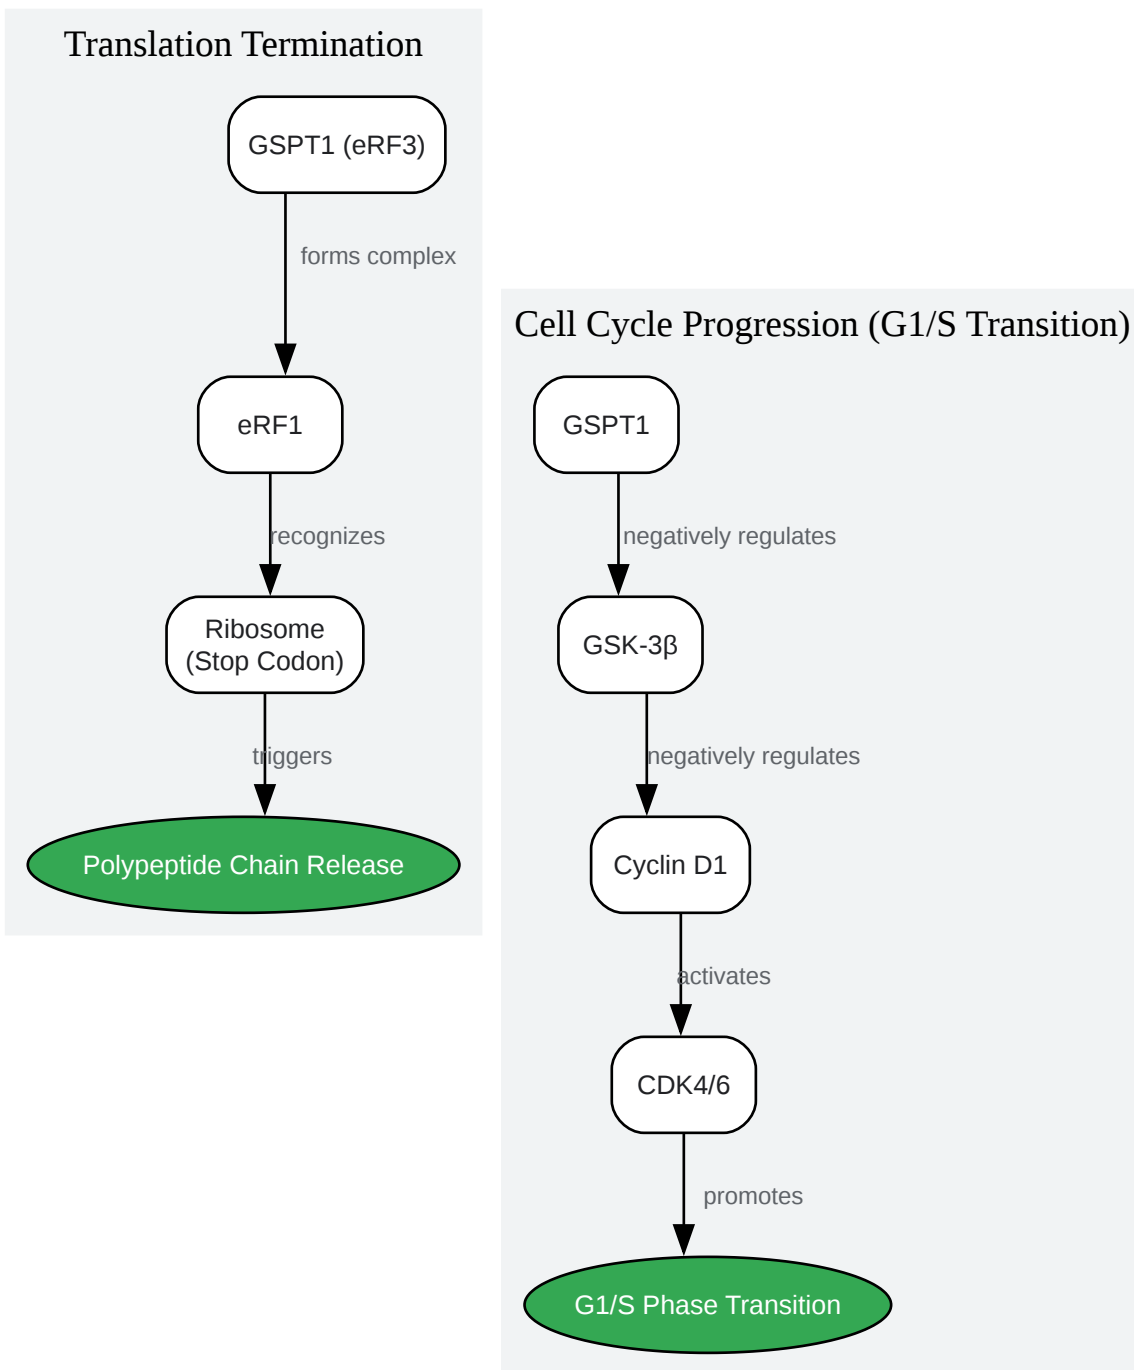 Translation Termination
GSPT1 (eRF3)
forms complex
eRF1
recognizes
Ribosome
(Stop Codon)
triggers
Polypeptide Chain Release
Cell Cycle Progression (G1/S Transition)
GSPT1
negatively regulates
GSK-3β
negatively regulates
Cyclin D1
activates
CDK4/6
promotes
G1/S Phase Transition